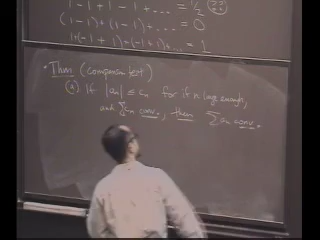 1 - 1 + 1 - 1 + ... = 1/2
(1 - 1) + (1 - 1) + ... = 0
1 + (-1 + 1) + (-1 + 1) + ... = 1
• Thm (comparison test)
(a) If |an| ≤ cn for if n large enough,
and Σcn conv., then Σan conv.